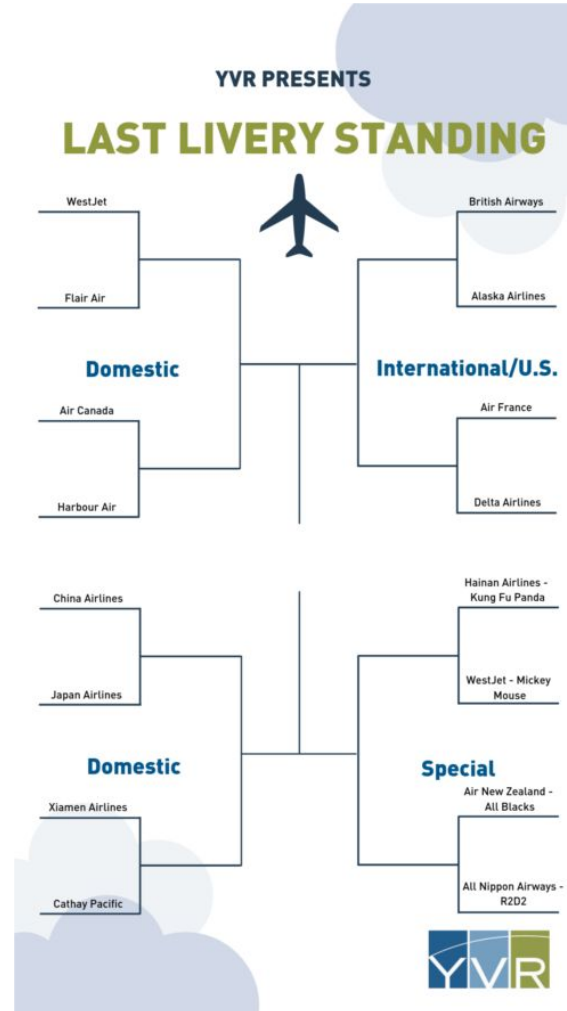 YVR PRESENTS
LAST LIVERY STANDING
WestJet
Flair Air
Domestic
Air Canada
Harbour Air
British Airways
Alaska Airlines
International/U.S.
Air France
Delta Airlines
China Airlines
Japan Airlines
Domestic
Xiamen Airlines
Cathay Pacific
Hainan Airlines -
Kung Fu Panda
WestJet - Mickey
Mouse
Special
Air New Zealand -
All Blacks
All Nippon Airways -
R2D2
YVR